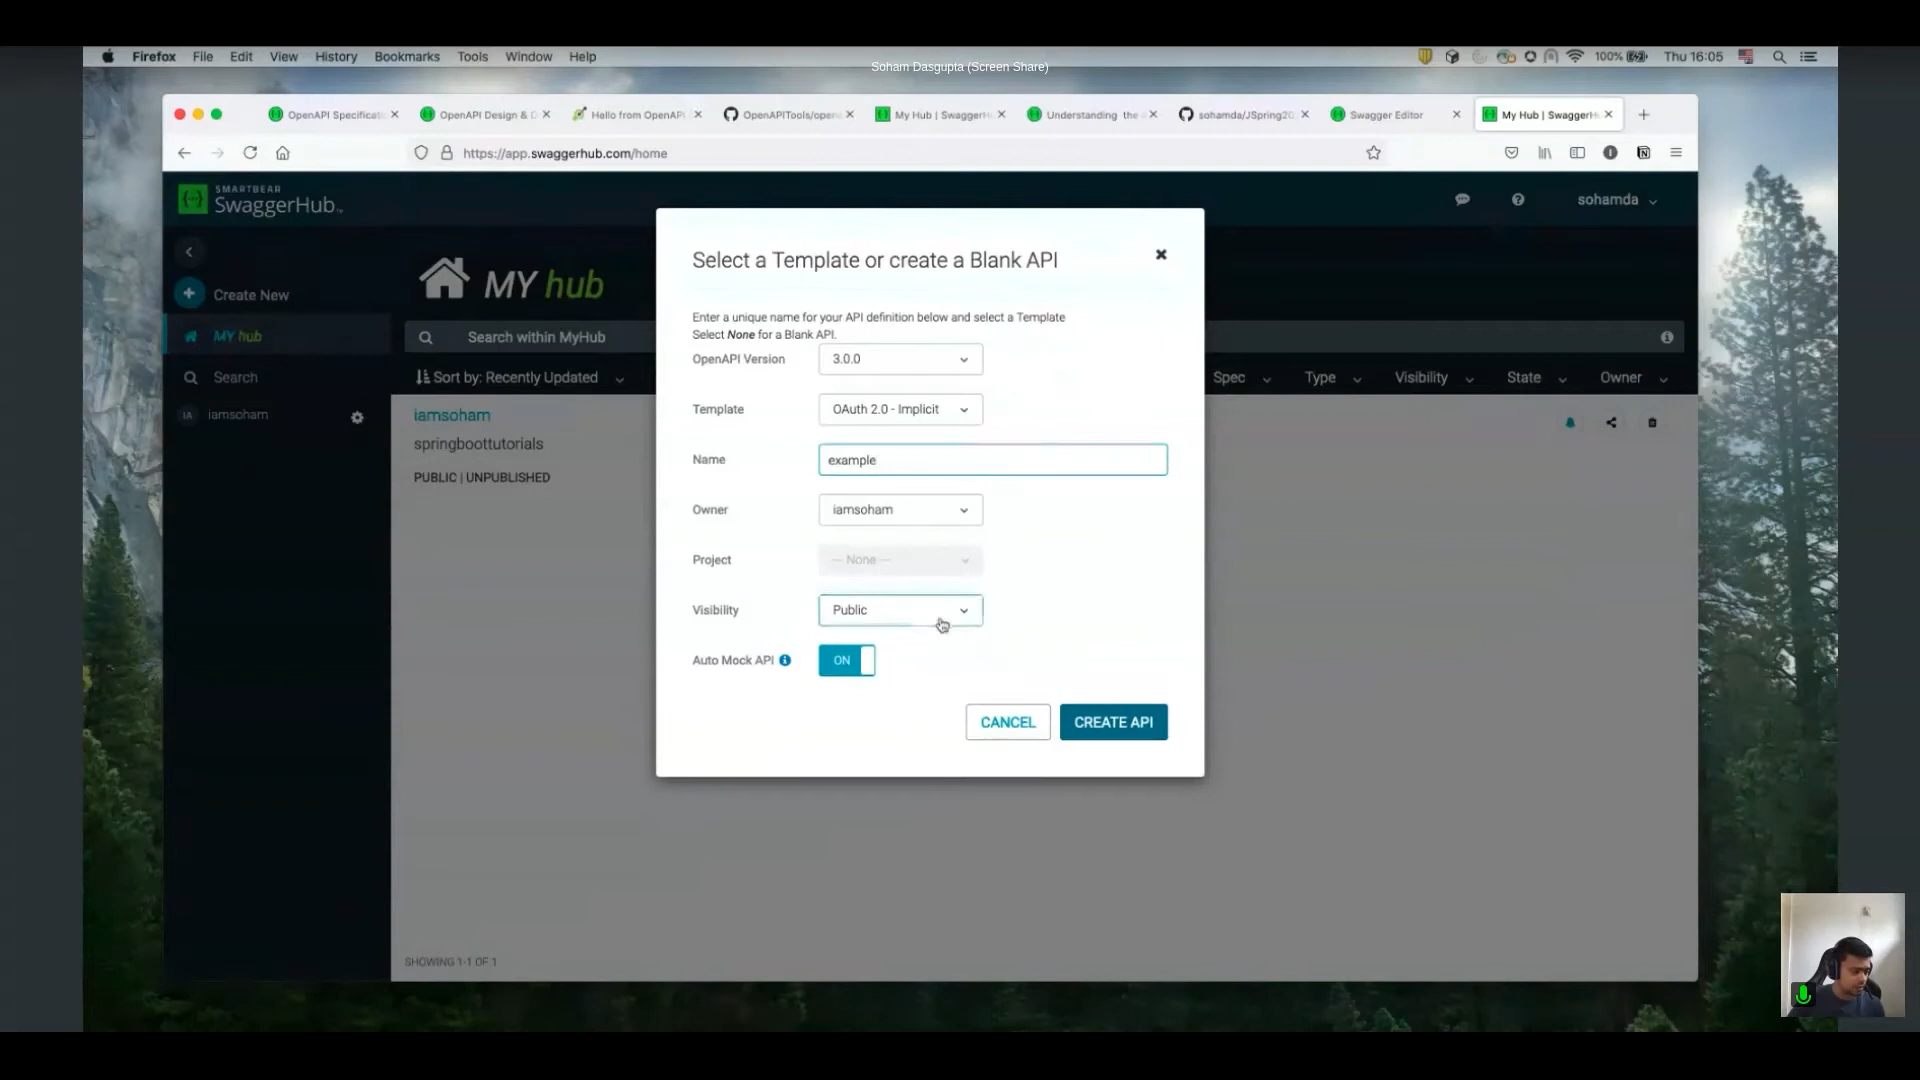 Firefox File Edit View History Bookmarks Tools Window Help
100% Thu 16:05
Soham Dasgupta (Screen Share)
OpenAPI Specificati
OpenAPI Design & D
Hello from OpenAPI
OpenAPITools/open
My Hub | SwaggerH
Understanding the
sohamda/JSpring20
Swagger Editor
My Hub | SwaggerH
https://app.swaggerhub.com/home
SMARTBEAR
SwaggerHub™
sohamda
Create New
MY hub
Search
IA iamsoham
MY hub
Search within MyHub
Sort by: Recently Updated
Spec Type Visibility State Owner
iamsoham
springboottutorials
PUBLIC | UNPUBLISHED
SHOWING 1-1 OF 1
Select a Template or create a Blank API
Enter a unique name for your API definition below and select a Template
Select None for a Blank API.
OpenAPI Version 3.0.0
Template OAuth 2.0 - Implicit
Name example
Owner iamsoham
Project --- None ---
Visibility Public
Auto Mock API ON
CANCEL CREATE API